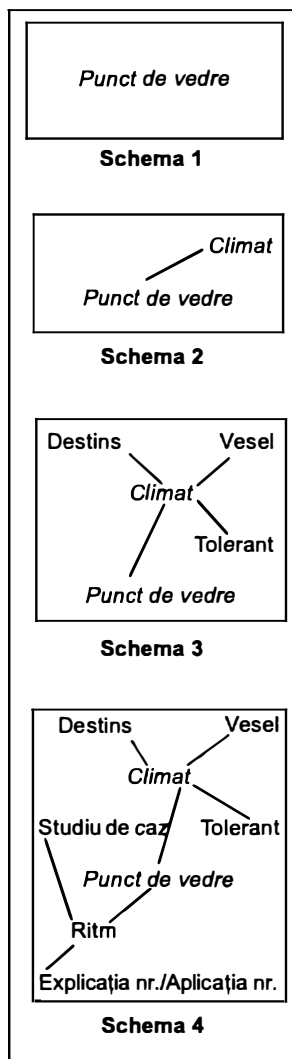 Punct de vedre
Schema 1
Climat
Punct de vedre
Schema 2
Destins Vesel
Climat
Tolerant
Punct de vedre
Schema 3
Destins Vesel
Climat
Studiu de caz Tolerant
Punct de vedre
Ritm
Explicația nr./Aplicația nr.
Schema 4